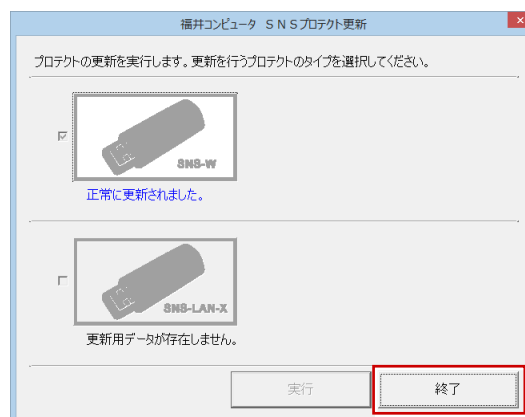 福井コンピュータ ＳＮＳプロテクト更新
プロテクトの更新を実行します。更新を行うプロテクトのタイプを選択してください。
SNS-W
正常に更新されました。
SNS-LAN-X
更新用データが存在しません。
実行
終了